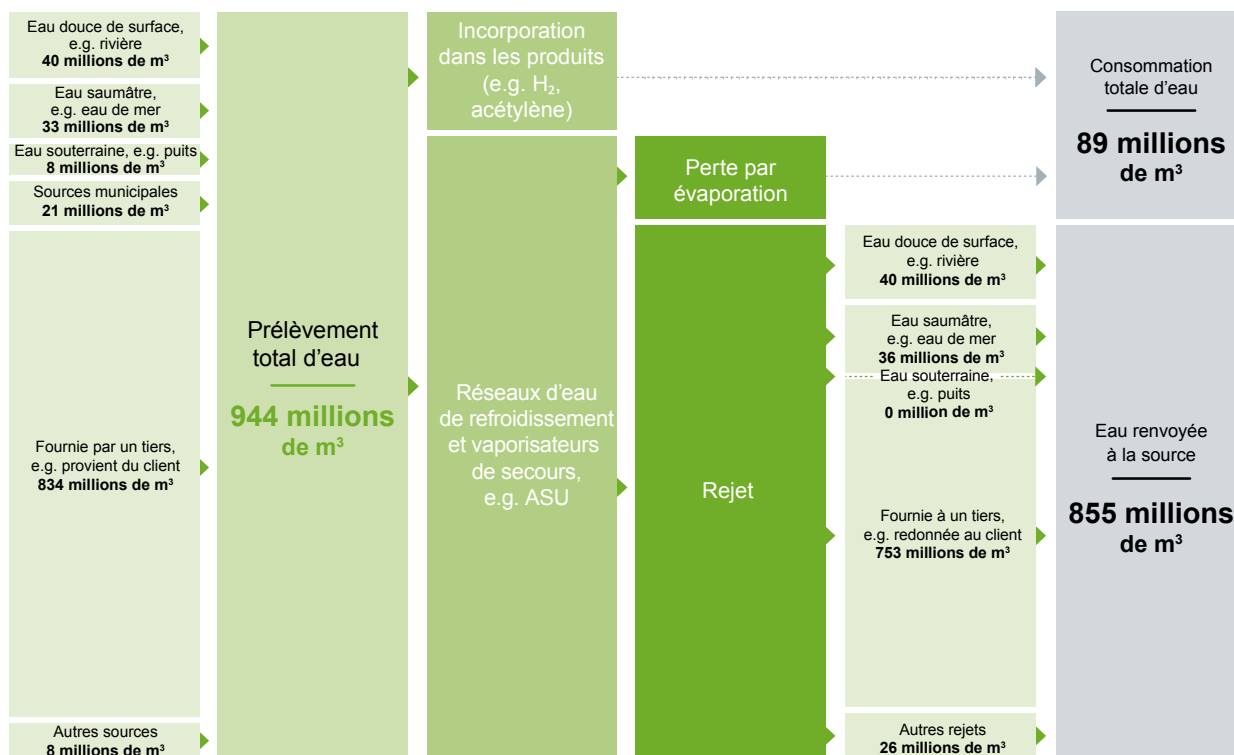 Eau douce de surface,
e.g. rivière
40 millions de m³
Eau saumâtre,
e.g. eau de mer
33 millions de m³
Eau souterraine, e.g. puits
8 millions de m³
Sources municipales
21 millions de m³
Fournie par un tiers,
e.g. provient du client
834 millions de m³
Autres sources
8 millions de m³
Prélèvement
total d'eau
944 millions
de m³
Incorporation
dans les produits
(e.g. H₂,
acétylène)
Réseaux d'eau
de refroidissement
et vaporisateurs
de secours,
e.g. ASU
Perte par
évaporation
Rejet
Eau douce de surface,
e.g. rivière
40 millions de m³
Eau saumâtre,
e.g. eau de mer
36 millions de m³
Eau souterraine,
e.g. puits
0 million de m³
Fournie à un tiers,
e.g. redonnée au client
753 millions de m³
Autres rejets
26 millions de m³
Consommation
totale d'eau
89 millions
de m³
Eau renvoyée
à la source
855 millions
de m³